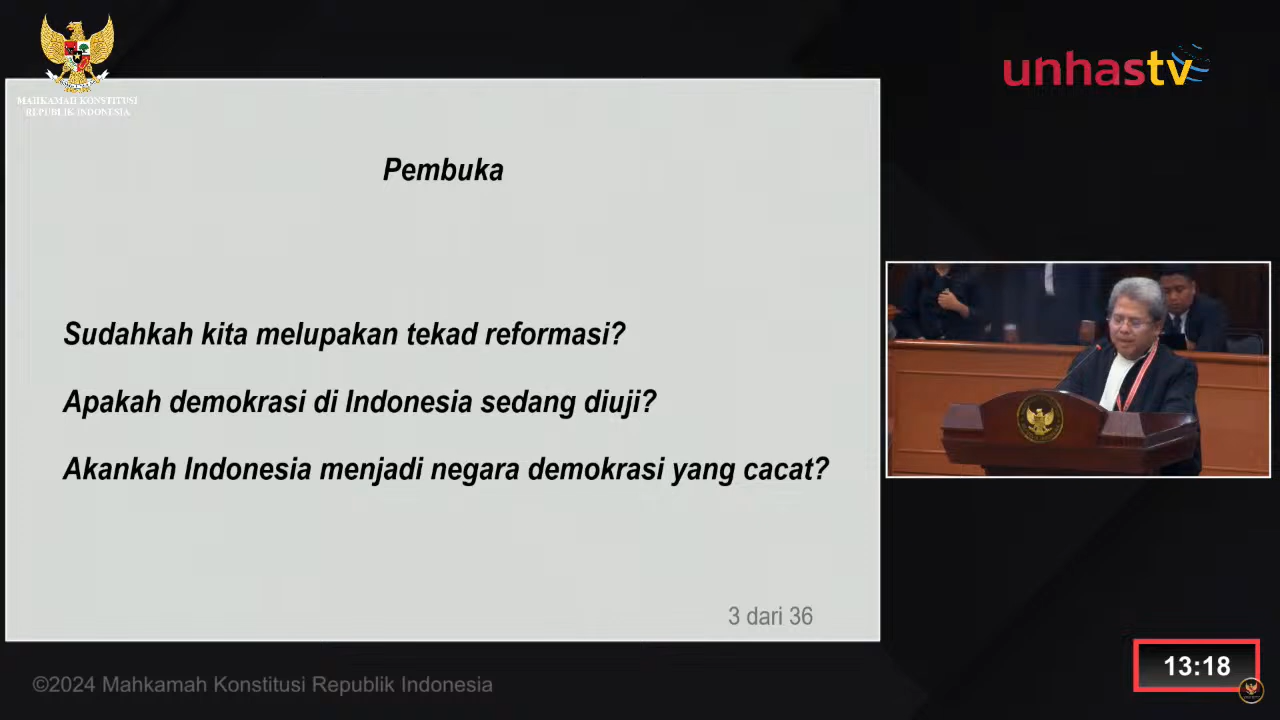 MAHKAMAH KONSTITUSI
REPUBLIK INDONESIA
unhastv
Pembuka
Sudahkah kita melupakan tekad reformasi?
Apakah demokrasi di Indonesia sedang diuji?
Akankah Indonesia menjadi negara demokrasi yang cacat?
3 dari 36
13:18
©2024 Mahkamah Konstitusi Republik Indonesia